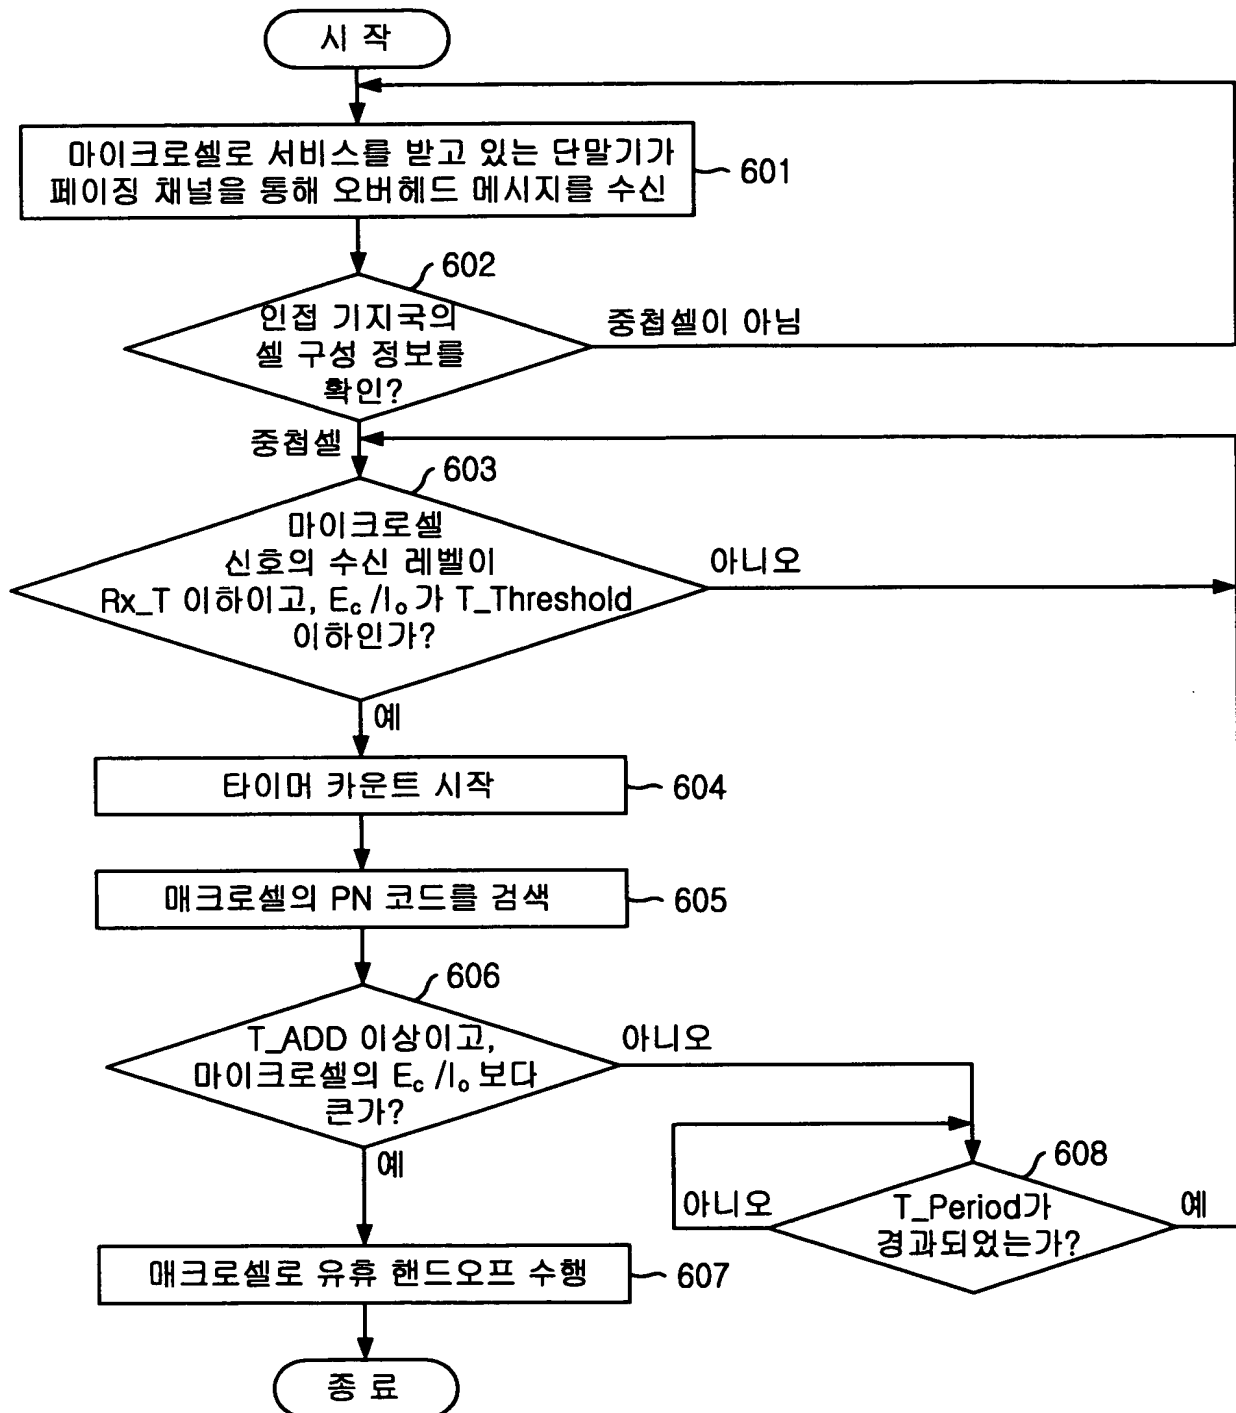 시 작
마이크로셀로 서비스를 받고 있는 단말기가
페이징 채널을 통해 오버헤드 메시지를 수신
601
602
인접 기지국의
셀 구성 정보를
확인?
중첩셀이 아님
중첩셀
603
마이크로셀
신호의 수신 레벨이
Rx_T 이하이고, Ec /Io 가 T_Threshold
이하인가?
아니오
예
타이머 카운트 시작
604
매크로셀의 PN 코드를 검색
605
606
T_ADD 이상이고,
마이크로셀의 Ec /Io 보다
큰가?
아니오
예
608
T_Period가
경과되었는가?
아니오
예
매크로셀로 유휴 핸드오프 수행
607
종 료